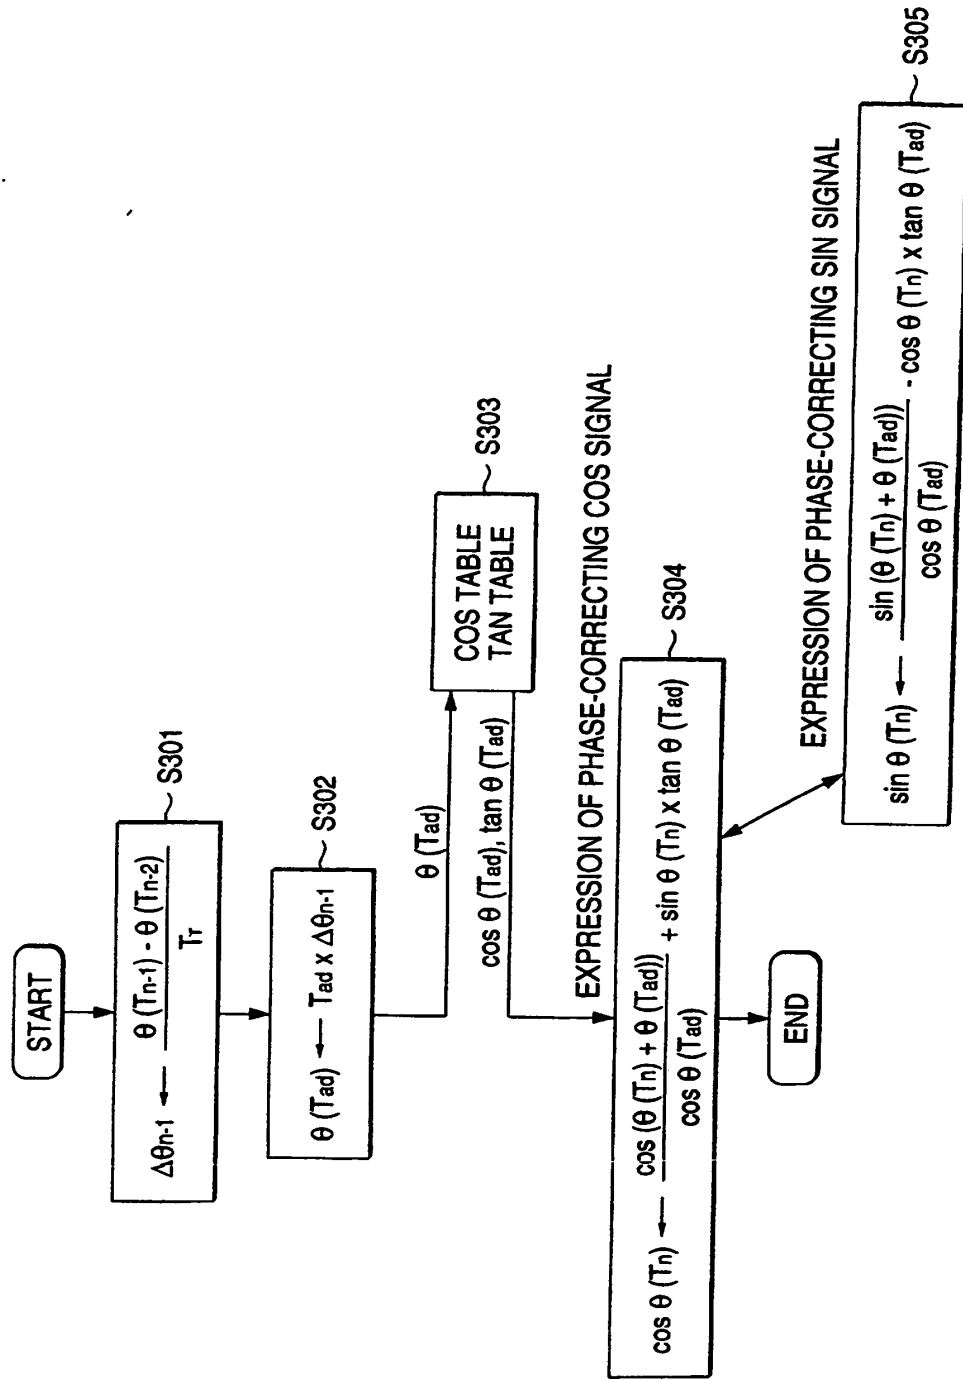 START
S301
Δθn-1 ← θ (Tn-1) - θ (Tn-2)
Tr
S302
θ (Tad) ← Tad x Δθn-1
θ (Tad)
S303
COS TABLE
TAN TABLE
cos θ (Tad), tan θ (Tad)
EXPRESSION OF PHASE-CORRECTING COS SIGNAL
S304
cos θ (Tn) ← cos (θ (Tn) + θ (Tad)) + sin θ (Tn) x tan θ (Tad)
cos θ (Tad)
END
EXPRESSION OF PHASE-CORRECTING SIN SIGNAL
S305
sin θ (Tn) ← sin (θ (Tn) + θ (Tad)) - cos θ (Tn) x tan θ (Tad)
cos θ (Tad)